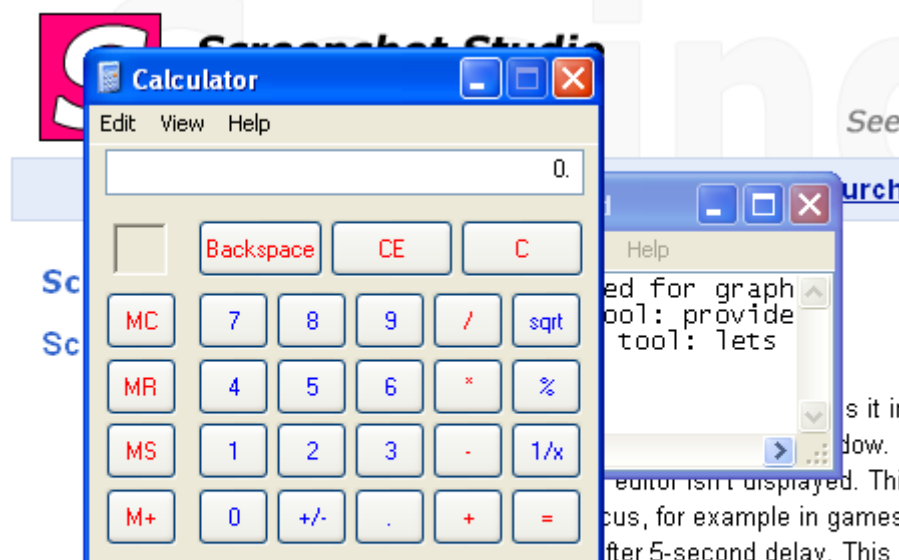 Screenshot Studio
S
Calculator
See
Edit View Help
0.
urch
Backspace CE C
Help
Sc
ed for graph
MC 7 8 9 / sqrt
ool: provide
Sc
tool: lets
MR 4 5 6 * %
s it in
MS 1 2 3 - 1/x
dow.
editor isn't displayed. Thi
M+ 0 +/- . + =
cus, for example in games
fter 5-second delay. This